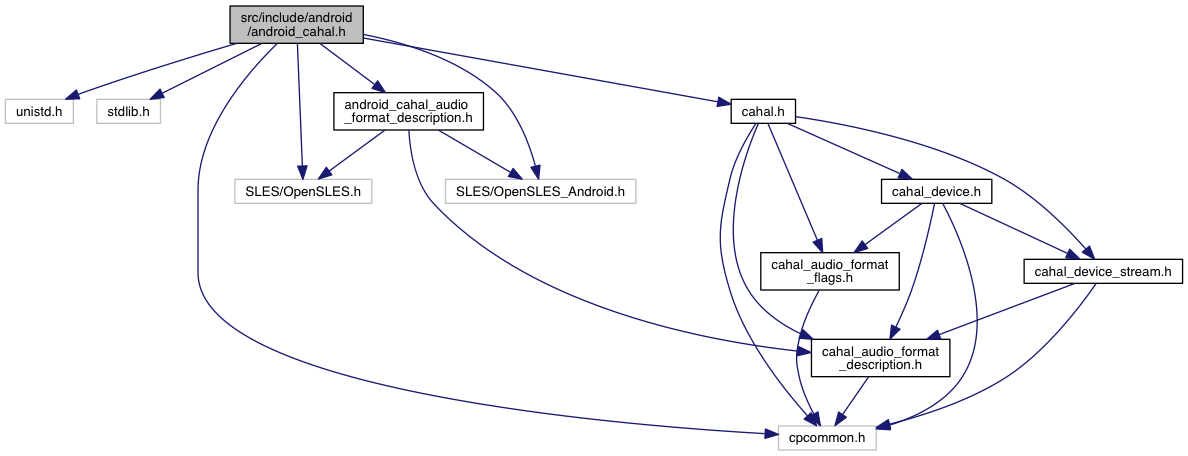 src/include/android
/android_cahal.h
unistd.h
stdlib.h
android_cahal_audio
_format_description.h
cahal.h
SLES/OpenSLES.h
SLES/OpenSLES_Android.h
cahal_device.h
cahal_audio_format
_flags.h
cahal_device_stream.h
cahal_audio_format
_description.h
cpcommon.h